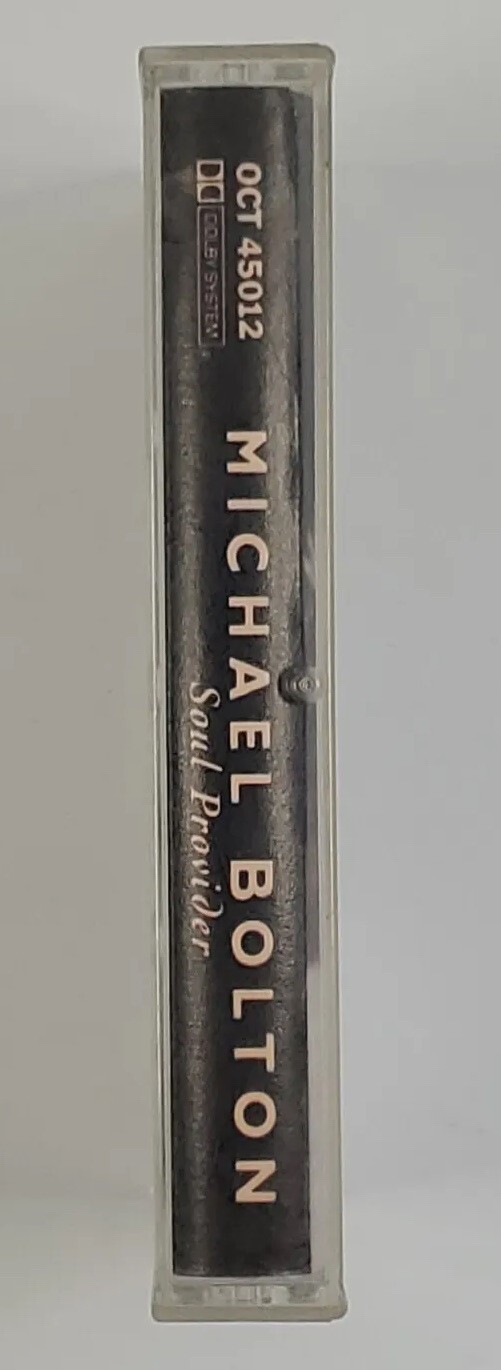 OCT 45012
DOLBY SYSTEM
MICHAEL BOLTON
Soul Provider